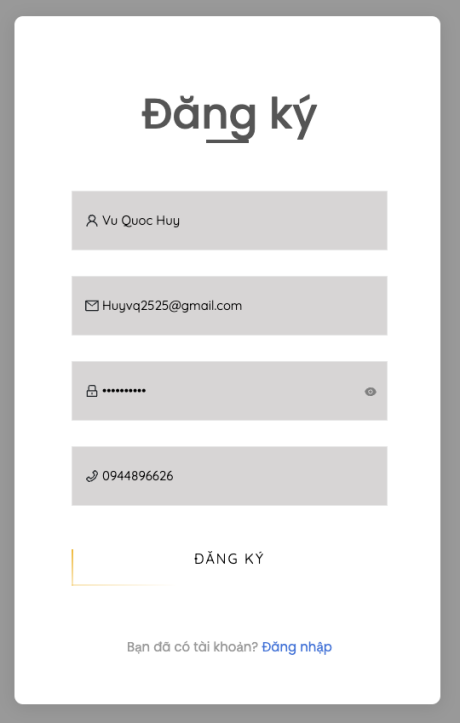 Đăng ký
Vu Quoc Huy
Huyvq2525@gmail.com
••••••••••
0944896626
ĐĂNG KÝ
Bạn đã có tài khoản? Đăng nhập